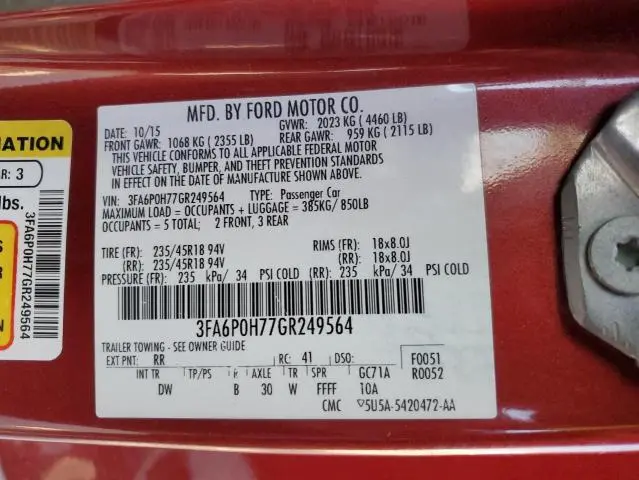 MFD. BY FORD MOTOR CO.
DATE: 10/15 GVWR: 2023 KG ( 4460 LB)
FRONT GAWR: 1068 KG ( 2355 LB) REAR GAWR: 959 KG ( 2115 LB)
THIS VEHICLE CONFORMS TO ALL APPLICABLE FEDERAL MOTOR
VEHICLE SAFETY, BUMPER, AND THEFT PREVENTION STANDARDS
IN EFFECT ON THE DATE OF MANUFACTURE SHOWN ABOVE.
VIN: 3FA6P0H77GR249564 TYPE: Passenger Car
MAXIMUM LOAD = OCCUPANTS + LUGGAGE = 385KG/ 850LB
OCCUPANTS = 5 TOTAL; 2 FRONT, 3 REAR
TIRE (FR): 235/45R18 94V RIMS (FR): 18x8.0J
(RR): 235/45R18 94V (RR): 18x8.0J
PRESSURE (FR): 235 kPa/ 34 PSI COLD (RR): 235 kPa/ 34 PSI COLD
3FA6P0H77GR249564
TRAILER TOWING - SEE OWNER GUIDE
EXT PNT: RR RC: 41 DSO: F0051
INT TR TP/PS R AXLE TR SPR GC71A R0052
DW B 30 W FFFF 10A
CMC 5U5A-5420472-AA
MATION
R: 3
lbs.
3FA6P0H77GR249564